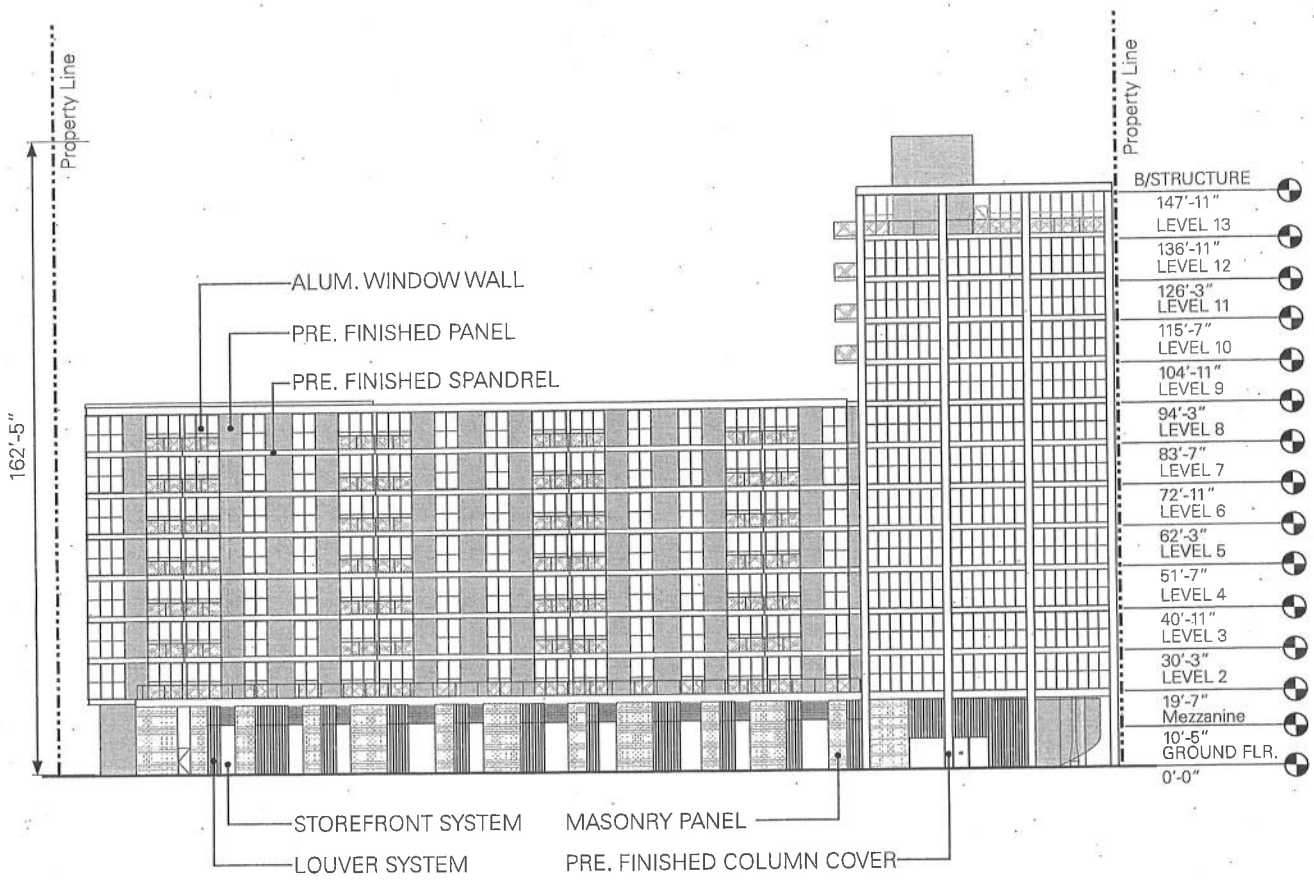 Property Line
Property Line
162'-5"
ALUM. WINDOW WALL
PRE. FINISHED PANEL
PRE. FINISHED SPANDREL
B/STRUCTURE
147'-11"
LEVEL 13
136'-11"
LEVEL 12
126'-3"
LEVEL 11
115'-7"
LEVEL 10
104'-11"
LEVEL 9
94'-3"
LEVEL 8
83'-7"
LEVEL 7
72'-11"
LEVEL 6
62'-3"
LEVEL 5
51'-7"
LEVEL 4
40'-11"
LEVEL 3
30'-3"
LEVEL 2
19'-7"
Mezzanine
10'-5"
GROUND FLR.
0'-0"
STOREFRONT SYSTEM
MASONRY PANEL
LOUVER SYSTEM
PRE. FINISHED COLUMN COVER